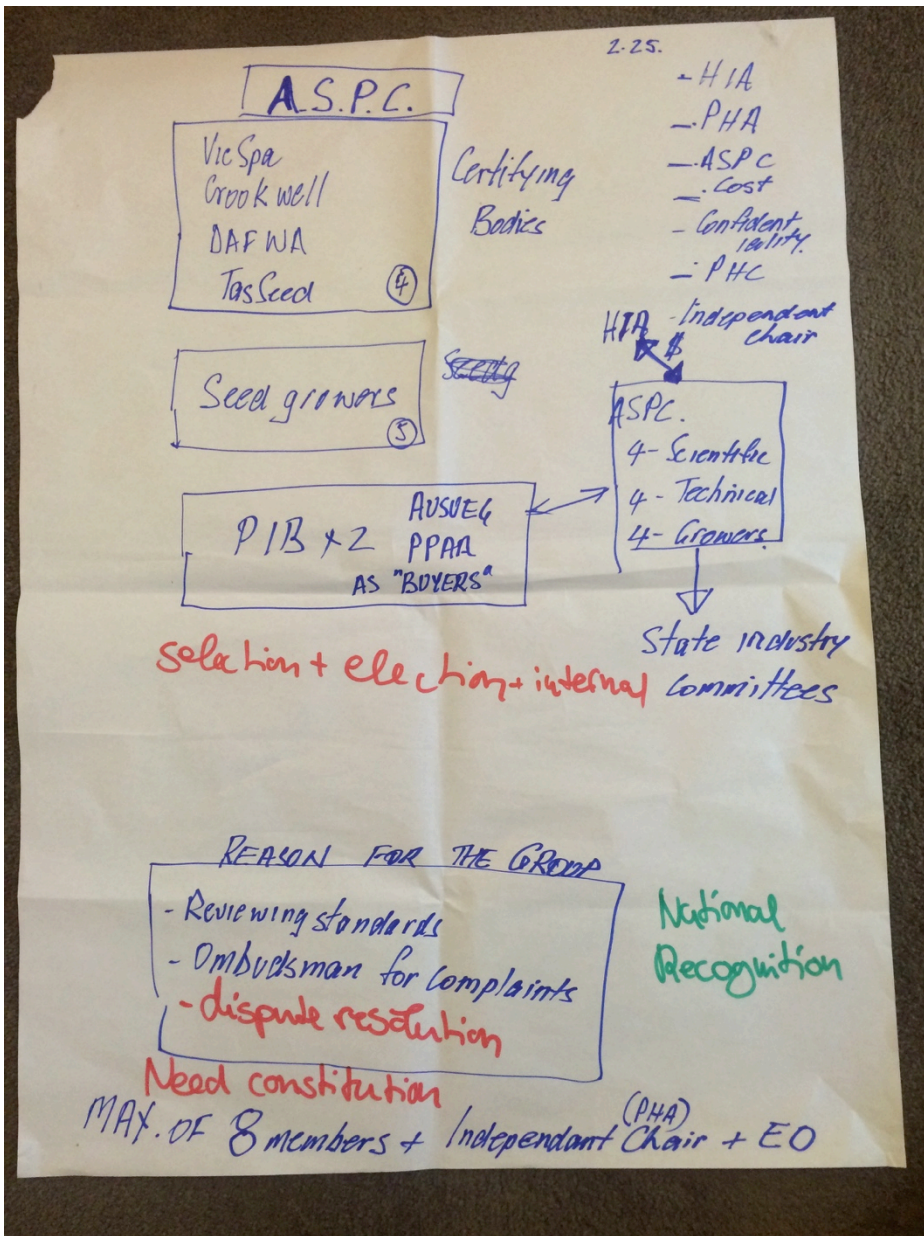 A.S.P.C.
VicSpa
Crookwell
DAFWA
TasSeed
4
Certifying
Bodies
Seed growers
5
PIB x 2
AUSVEG
PPAA
AS "BUYERS"
2.25.
- HIA
- PHA
- ASPC
- Cost
- Confident
iality.
- PHC
- Independent
chair
HIA
$
ASPC.
4 - Scientific
4 - Technical
4 - Growers.
State industry
Committees
selection + election + internal
REASON FOR THE GROUP
- Reviewing standards
- Ombudsman for complaints
- dispute resolution
National
Recognition
Need constitution
(PHA)
MAX. OF 8 members + Independant Chair + EO